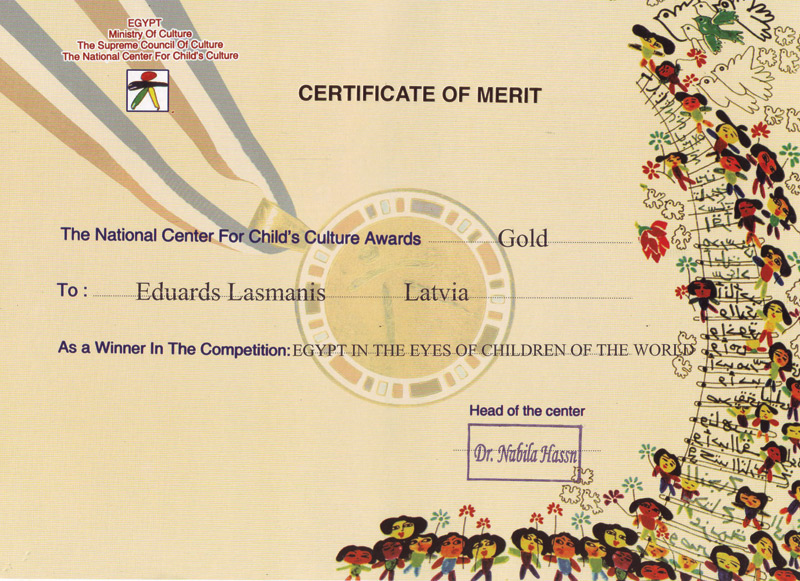 EGYPT
Ministry Of Culture
The Supreme Council Of Culture
The National Center For Child's Culture
CERTIFICATE OF MERIT
The National Center For Child's Culture Awards Gold
To : Eduards Lasmanis Latvia
As a Winner In The Competition: EGYPT IN THE EYES OF CHILDREN OF THE WORLD
Head of the center
Dr. Nabila Hassn